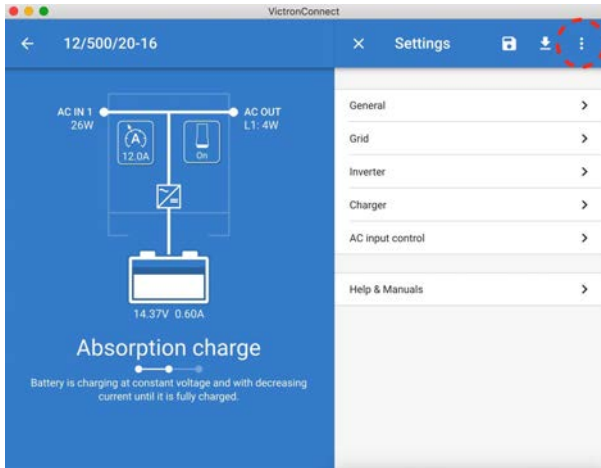 VictronConnect
12/500/20-16
AC IN 1
26W
AC OUT
L1: 4W
12.0A
A
On
14.37V 0.60A
Absorption charge
Battery is charging at constant voltage and with decreasing
current until it is fully charged.
Settings
General
Grid
Inverter
Charger
AC input control
Help & Manuals